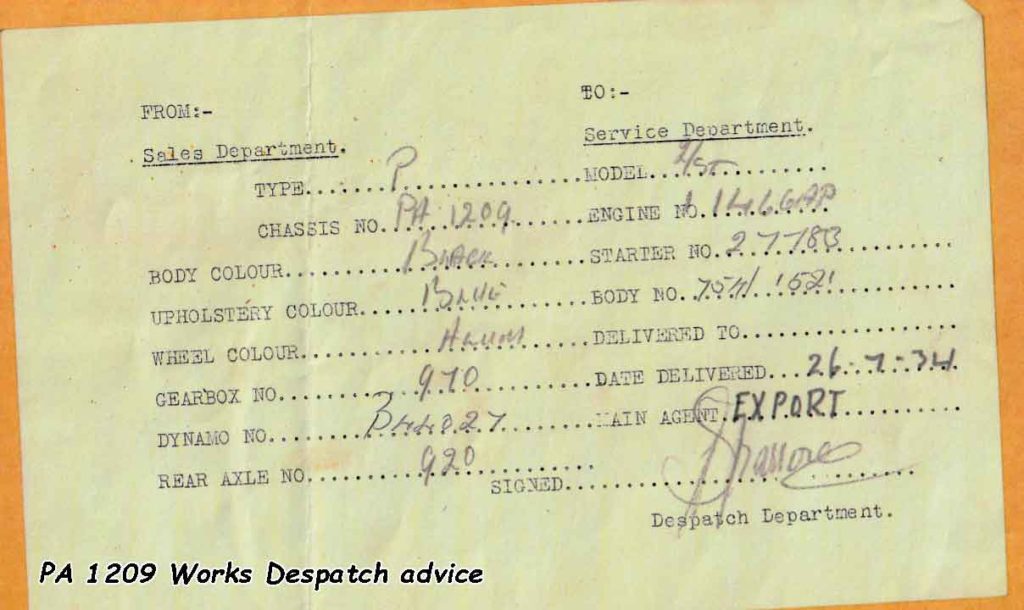 FROM:-
TO:-
Sales Department.
Service Department.
TYPE.......P...............MODEL...2/ST..........
CHASSIS NO. PA 1209 ........ENGINE NO.
BODY COLOUR...........Black..........STARTER NO. 27783..........
UPHOLSTERY COLOUR......BLUE........BODY NO.
WHEEL COLOUR............Alum.......DELIVERED TO.................
GEARBOX NO............970...........DATE DELIVERED...26.7.34
DYNAMO NO..........D44827........MAIN AGENT. EXPORT...........
REAR AXLE NO..........920..........
SIGNED...........................
Despatch Department.
PA 1209 Works Despatch advice